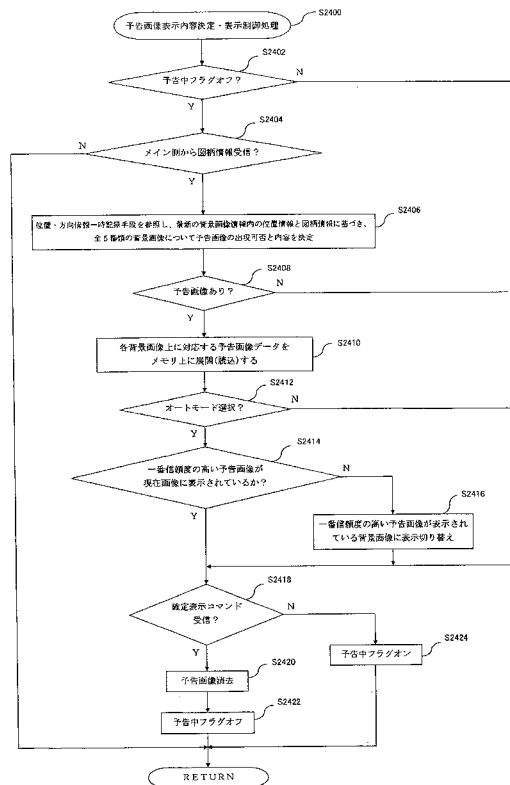 S2400
予告画像表示内容決定・表示制御処理
S2402
予告中フラグオフ?
N
Y
S2404
N
メイン側から図柄情報受信?
Y
S2406
位置・方向情報一時記憶手段を参照し、最新の背景画像情報内の位置情報と図柄情報に基づき、
全5種類の背景画像について予告画像の出現可否と内容を決定
S2408
予告画像あり?
N
Y
S2410
各背景画像上に対応する予告画像データを
メモリ上に展開(読込)する
S2412
オートモード選択?
N
Y
S2414
一番信頼度の高い予告画像が
現在画像に表示されているか?
N
Y
S2416
一番信頼度の高い予告画像が表示され
ている背景画像に表示切り替え
S2418
確定表示コマンド
受信?
N
Y
S2424
予告中フラグオン
S2420
予告画像消去
S2422
予告中フラグオフ
RETURN